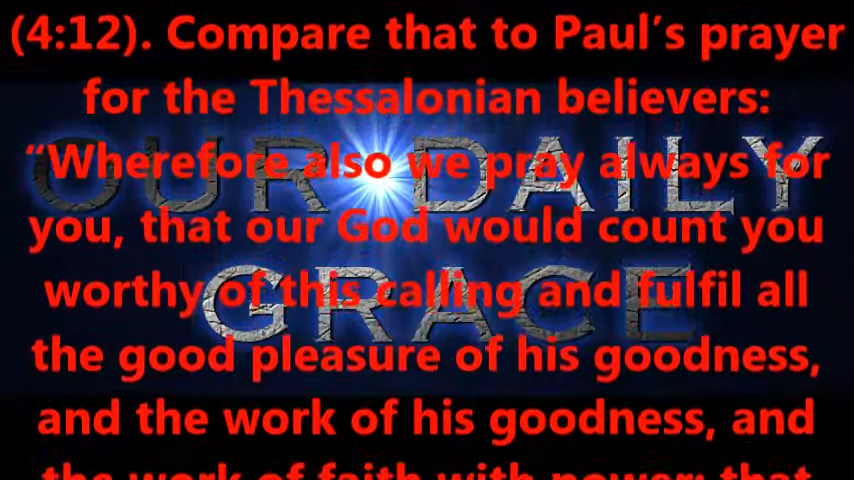 (4:12). Compare that to Paul’s prayer
for the Thessalonian believers:
“Wherefore also we pray always for
you, that our God would count you
worthy of this calling and fulfil all
the good pleasure of his goodness,
and the work of his goodness, and
the work of faith with power: that
OUR DAILY
GRACE